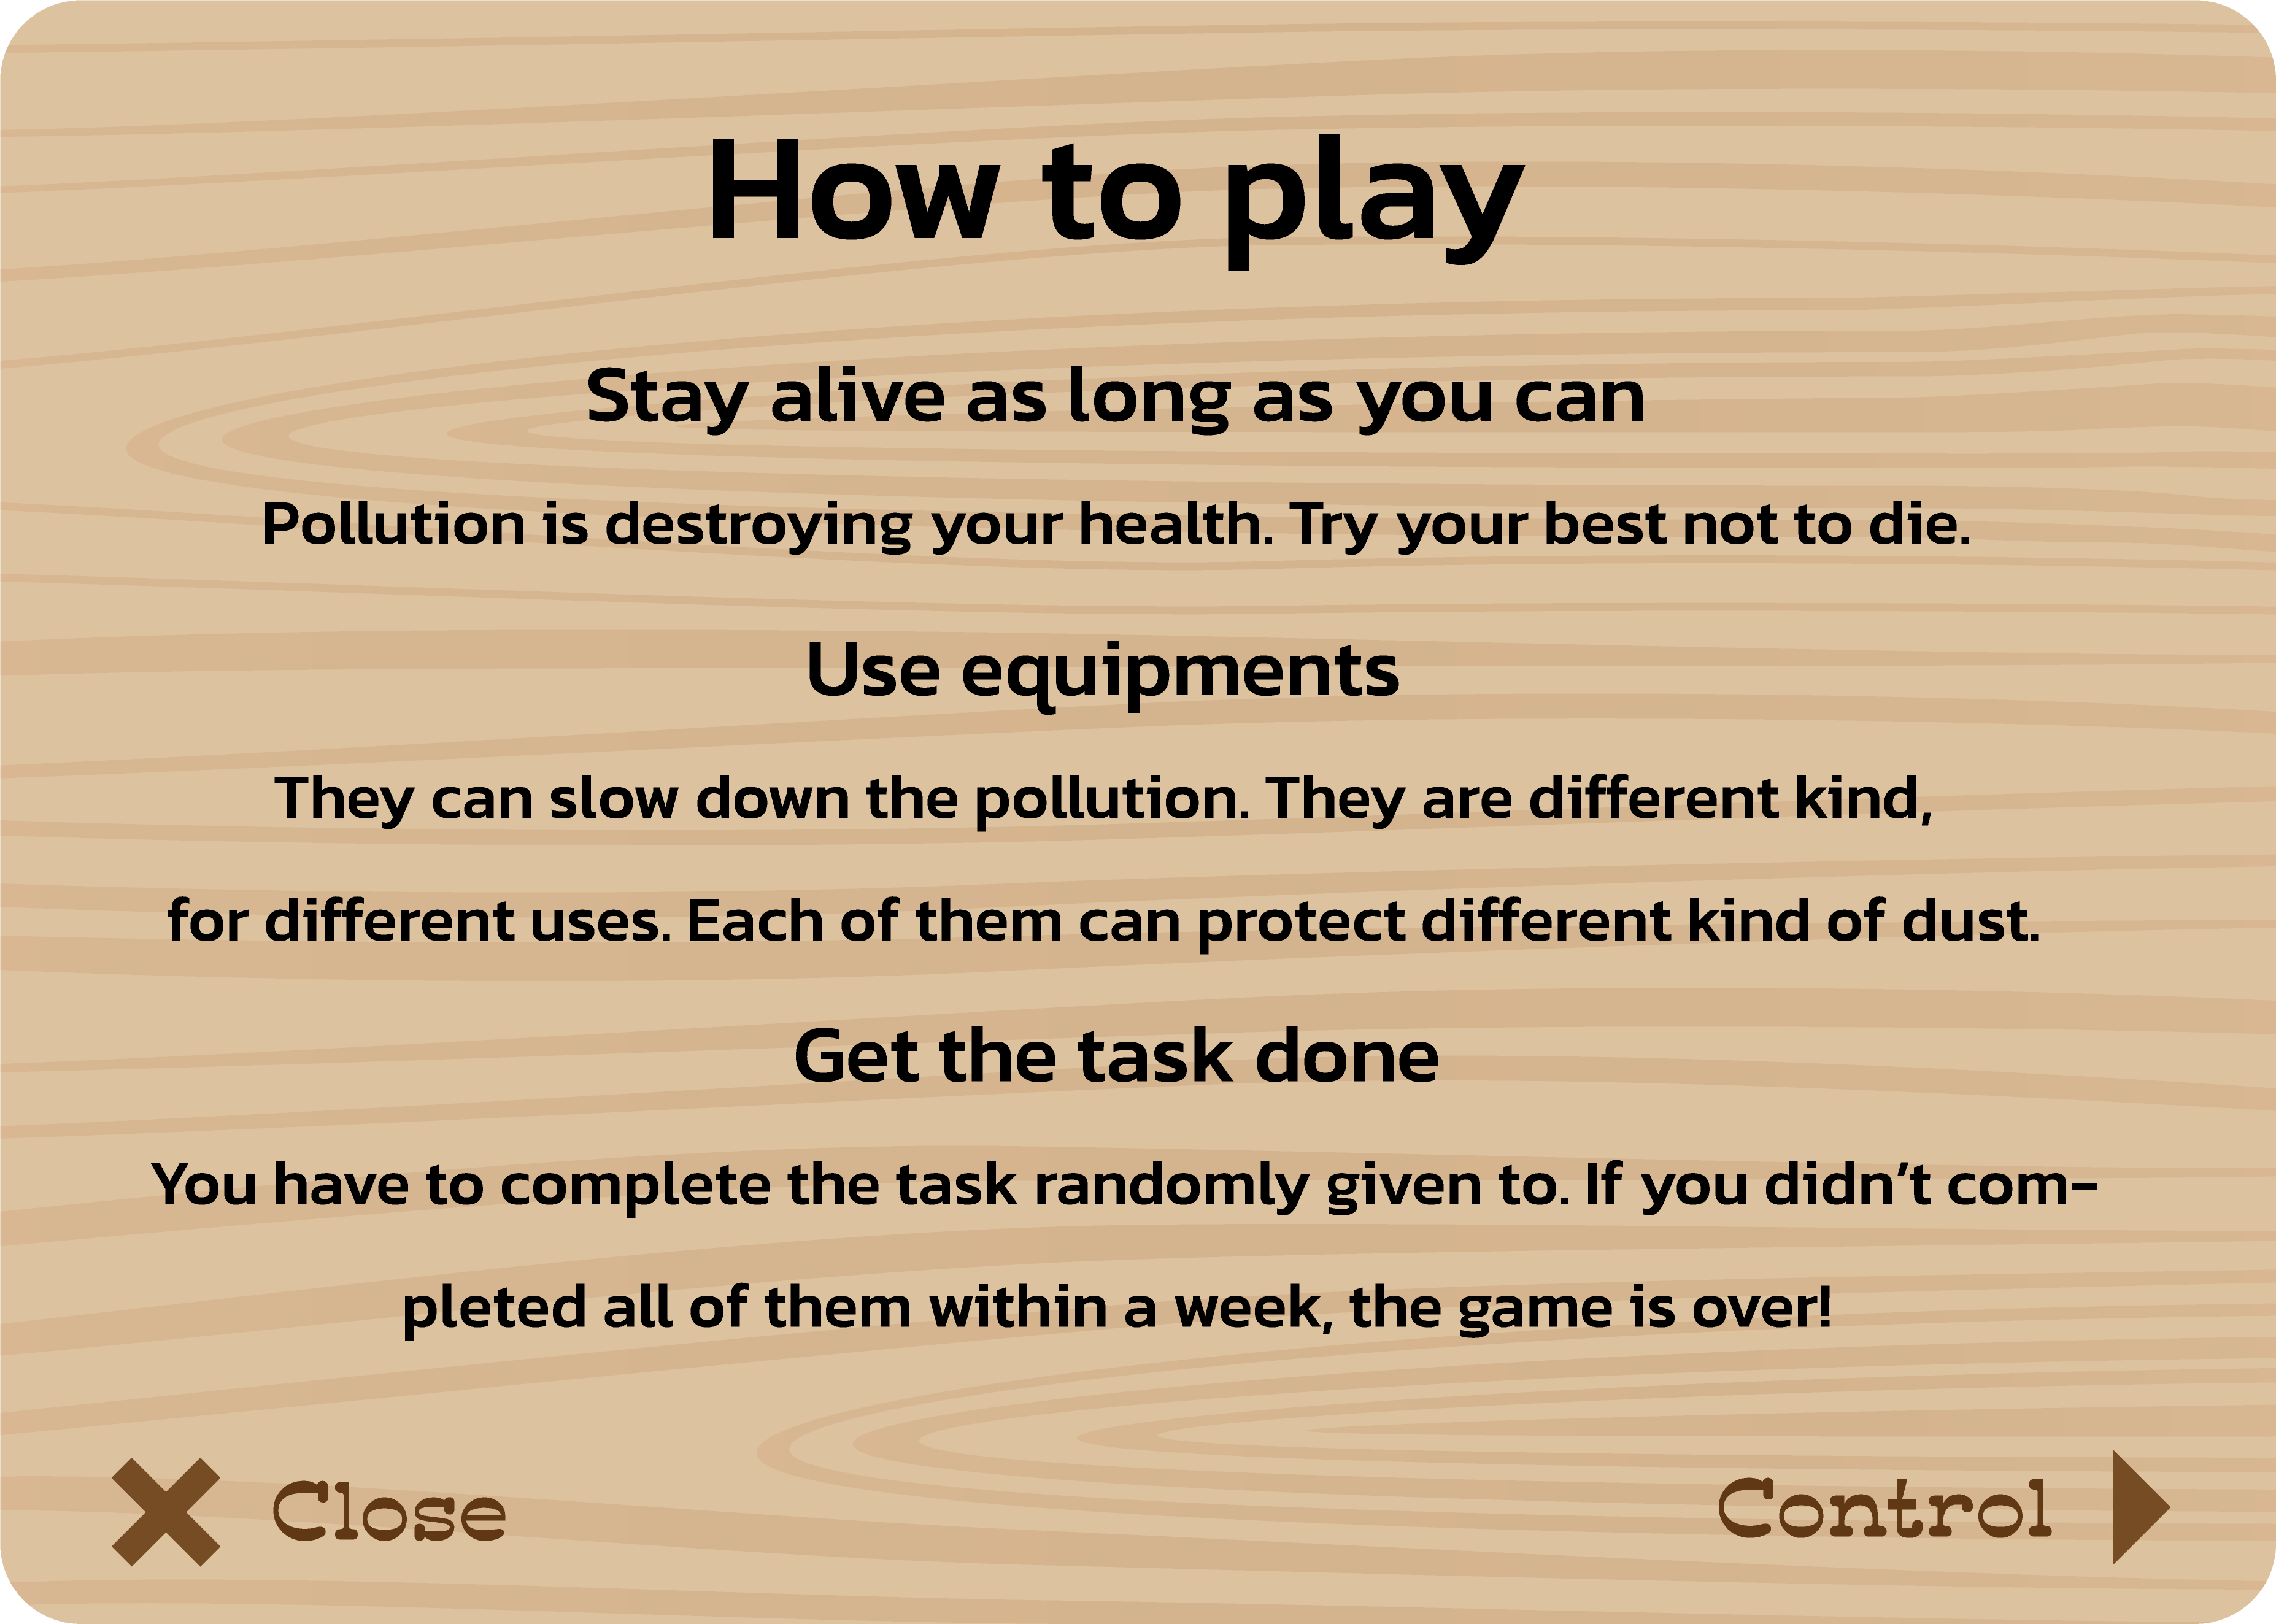 How to play
Stay alive as long as you can
Pollution is destroying your health. Try your best not to die.
Use equipments
They can slow down the pollution. They are different kind,
for different uses. Each of them can protect different kind of dust.
Get the task done
You have to complete the task randomly given to. If you didn’t com-
pleted all of them within a week, the game is over!
Close
Control